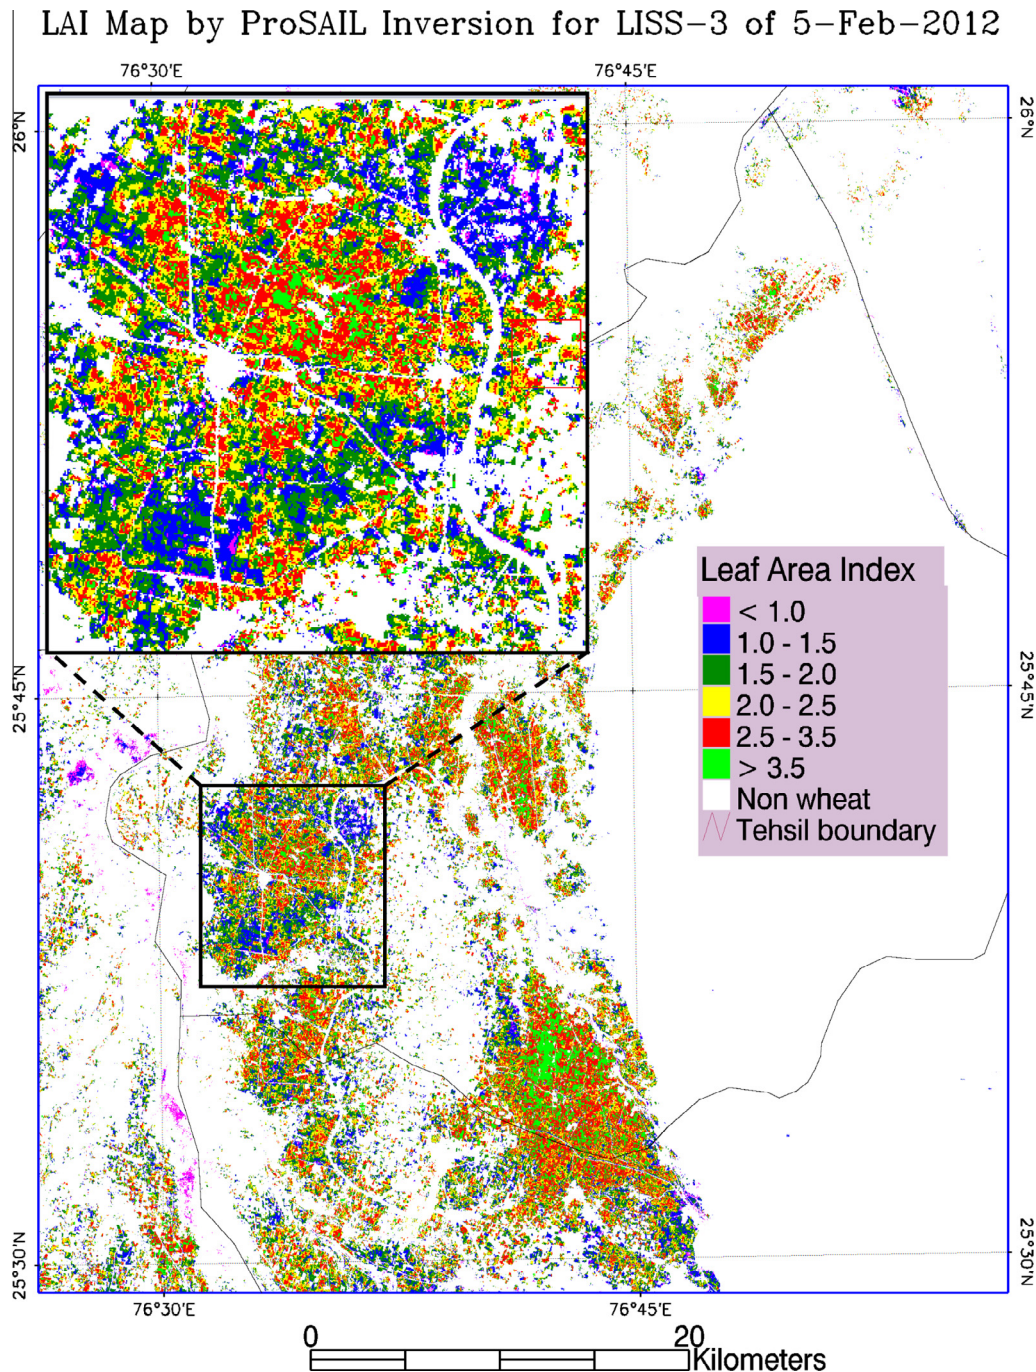 LAI Map by ProSAIL Inversion for LISS-3 of 5-Feb-2012
76°30'E 76°45'E
26°N 26°N
Leaf Area Index
< 1.0
1.0 - 1.5
1.5 - 2.0
2.0 - 2.5
2.5 - 3.5
> 3.5
Non wheat
Tehsil boundary
25°45'N 25°45'N
25°30'N 25°30'N
76°30'E 76°45'E
0 20
Kilometers